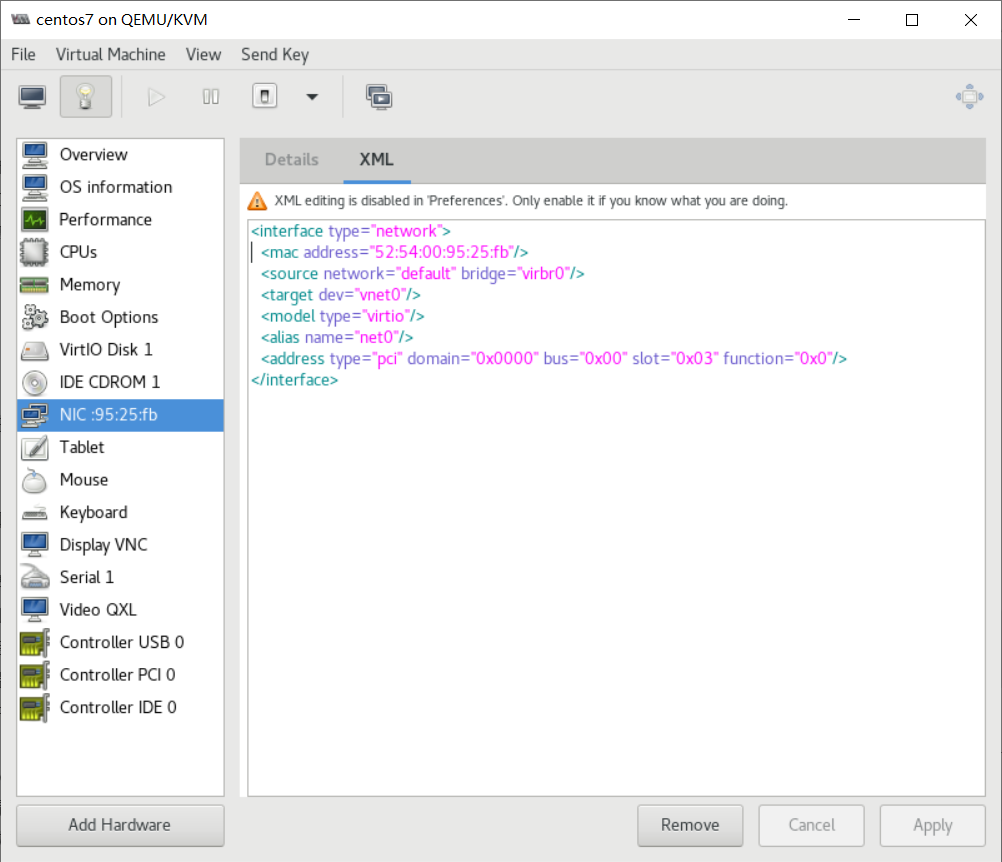 centos7 on QEMU/KVM
File Virtual Machine View Send Key
Overview
OS information
Performance
CPUs
Memory
Boot Options
VirtIO Disk 1
IDE CDROM 1
NIC :95:25:fb
Tablet
Mouse
Keyboard
Display VNC
Serial 1
Video QXL
Controller USB 0
Controller PCI 0
Controller IDE 0
Add Hardware
Details XML
XML editing is disabled in 'Preferences'. Only enable it if you know what you are doing.
<interface type="network">
  <mac address="52:54:00:95:25:fb"/>
  <source network="default" bridge="virbr0"/>
  <target dev="vnet0"/>
  <model type="virtio"/>
  <alias name="net0"/>
  <address type="pci" domain="0x0000" bus="0x00" slot="0x03" function="0x0"/>
</interface>
Remove Cancel Apply